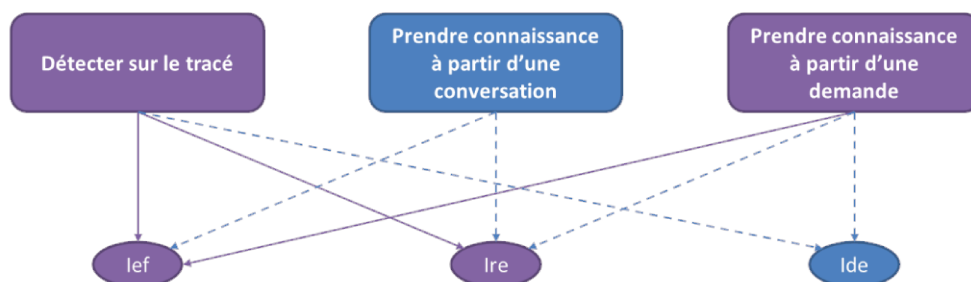 Détecter sur le tracé
Prendre connaissance
à partir d’une
conversation
Prendre connaissance
à partir d’une
demande
Ief
Ire
Ide